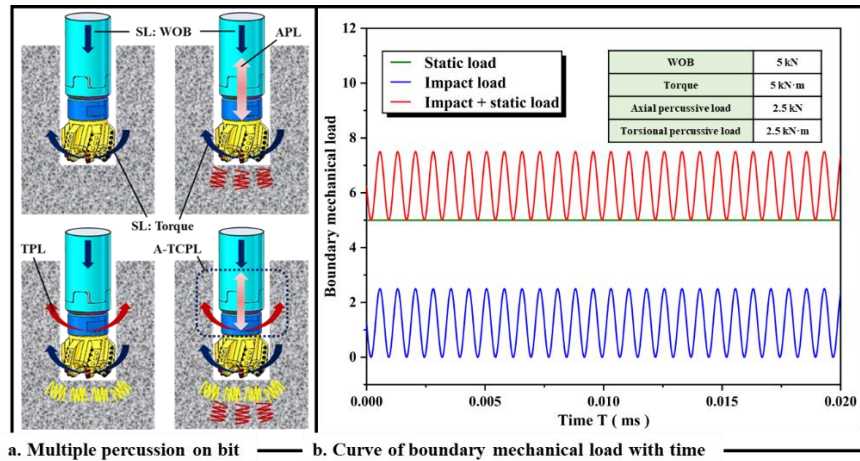 SL: WOB
APL
SL: Torque
TPL
A-TCPL
a. Multiple percussion on bit
Boundary mechanical load
12
10
8
6
4
2
0
Static load
Impact load
Impact + static load
WOB 5 kN
Torque 5 kN·m
Axial percussive load 2.5 kN
Torsional percussive load 2.5 kN·m
0.000 0.005 0.010 0.015 0.020
Time T ( ms )
b. Curve of boundary mechanical load with time